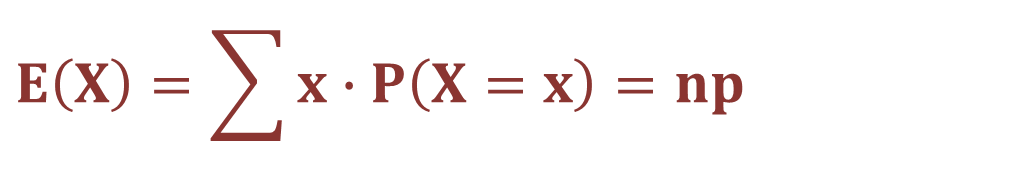 E(X) = ∑ x · P(X = x) = np